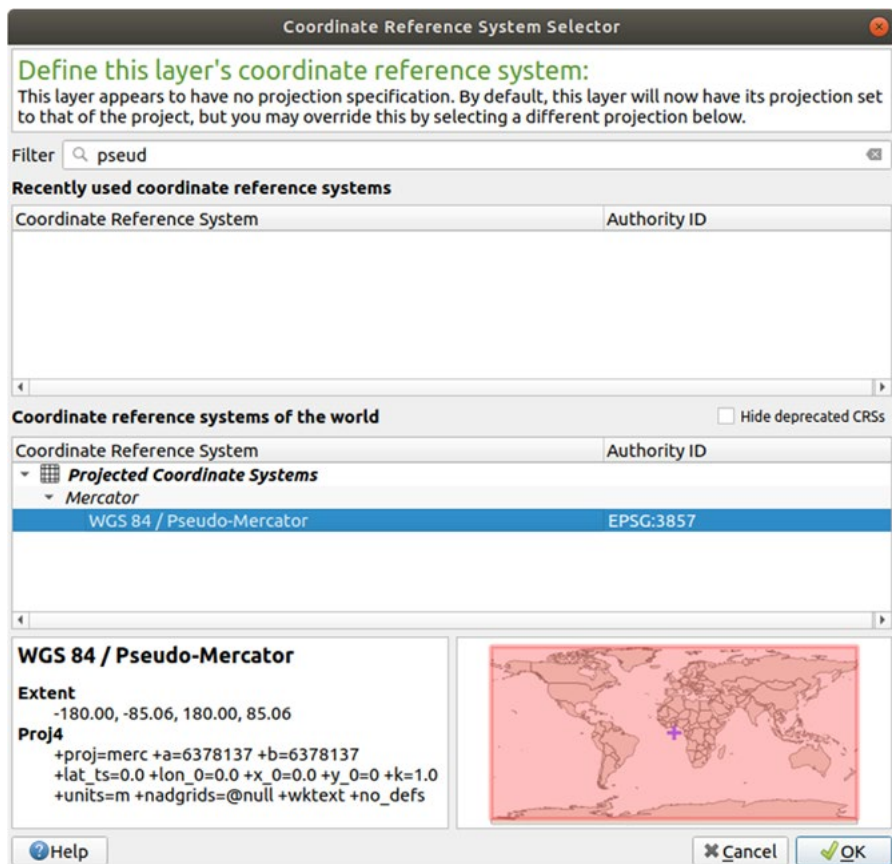 Coordinate Reference System Selector
Define this layer's coordinate reference system:
This layer appears to have no projection specification. By default, this layer will now have its projection set
to that of the project, but you may override this by selecting a different projection below.
Filter pseud
Recently used coordinate reference systems
Coordinate Reference System Authority ID
Coordinate reference systems of the world Hide deprecated CRSs
Coordinate Reference System Authority ID
Projected Coordinate Systems
Mercator
WGS 84 / Pseudo-Mercator EPSG:3857
WGS 84 / Pseudo-Mercator
Extent
-180.00, -85.06, 180.00, 85.06
Proj4
+proj=merc +a=6378137 +b=6378137
+lat_ts=0.0 +lon_0=0.0 +x_0=0.0 +y_0=0 +k=1.0
+units=m +nadgrids=@null +wktext +no_defs
Help Cancel OK